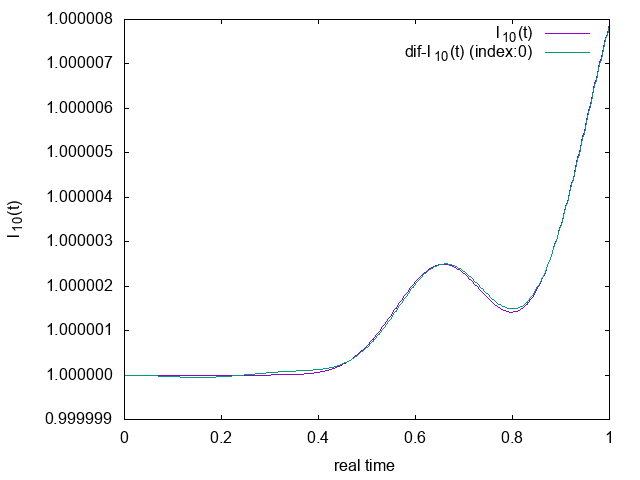 1.000008
1.000007
1.000006
1.000005
1.000004
1.000003
1.000002
1.000001
1.000000
0.999999
I10(t)
dif-I10(t) (index:0)
I10(t)
0 0.2 0.4 0.6 0.8 1
real time